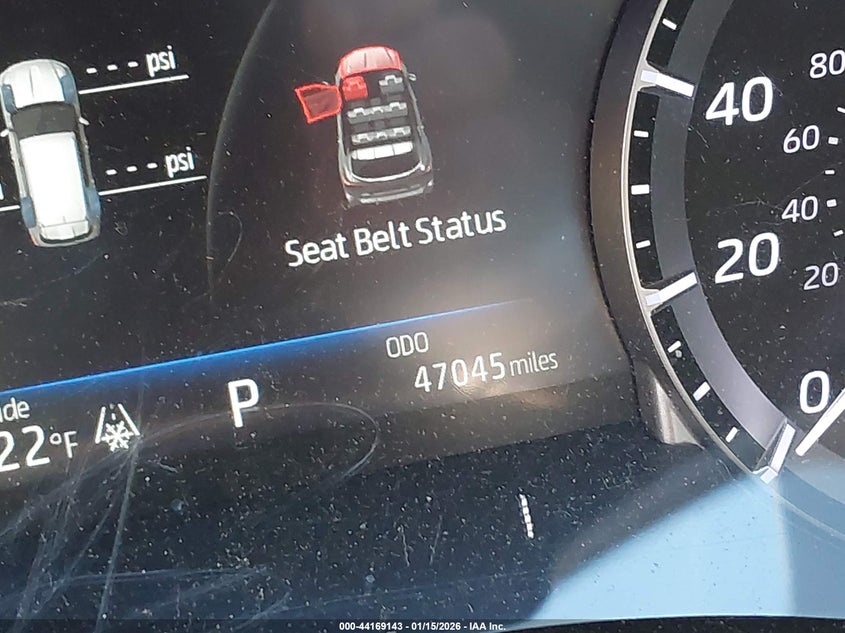 --- psi
--- psi
Seat Belt Status
ODO
47045 miles
ide
22°F
P
80
40
60
40
20
20
0
000-44169143 - 01/15/2026 - IAA Inc.